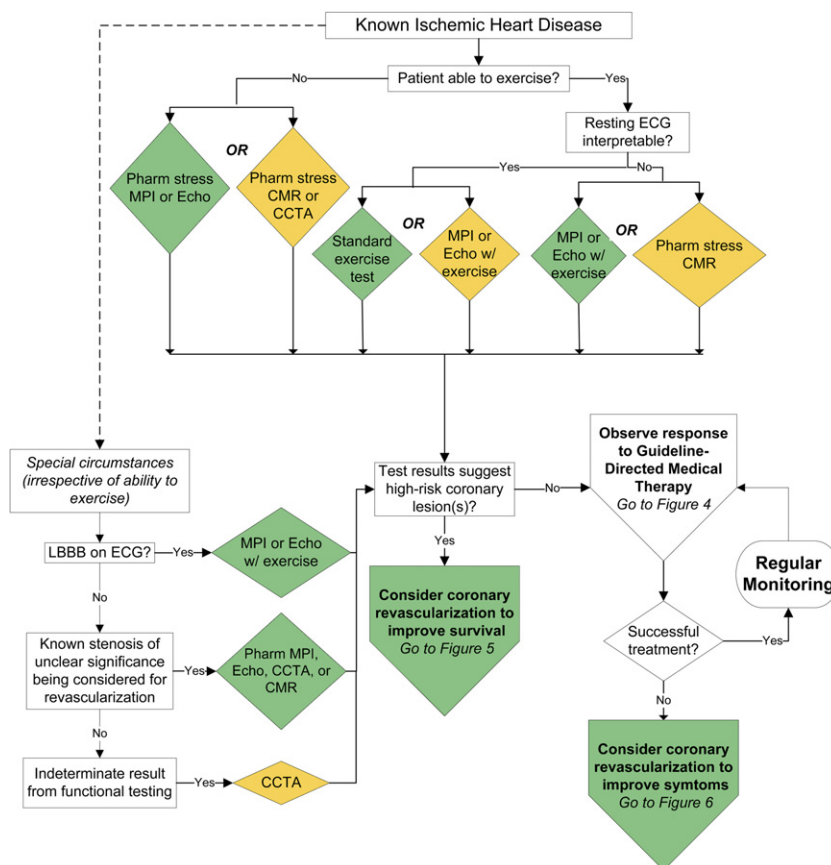 Known Ischemic Heart Disease
No
Patient able to exercise?
Yes
Resting ECG
interpretable?
OR
Pharm stress
MPI or Echo
Pharm stress
CMR or
CCTA
Yes
No
OR
Standard
exercise
test
MPI or
Echo w/
exercise
OR
MPI or
Echo w/
exercise
Pharm stress
CMR
Special circumstances
(irrespective of ability to
exercise)
Test results suggest
high-risk coronary
lesion(s)?
No
Observe response
to Guideline-
Directed Medical
Therapy
Go to Figure 4
LBBB on ECG?
Yes
MPI or Echo
w/ exercise
Yes
Regular
Monitoring
No
Consider coronary
revascularization to
improve survival
Go to Figure 5
Known stenosis of
unclear significance
being considered for
revascularization
Yes
Pharm MPI,
Echo, CCTA, or
CMR
Successful
treatment?
Yes
No
No
Indeterminate result
from functional testing
Yes
CCTA
Consider coronary
revascularization to
improve symtoms
Go to Figure 6